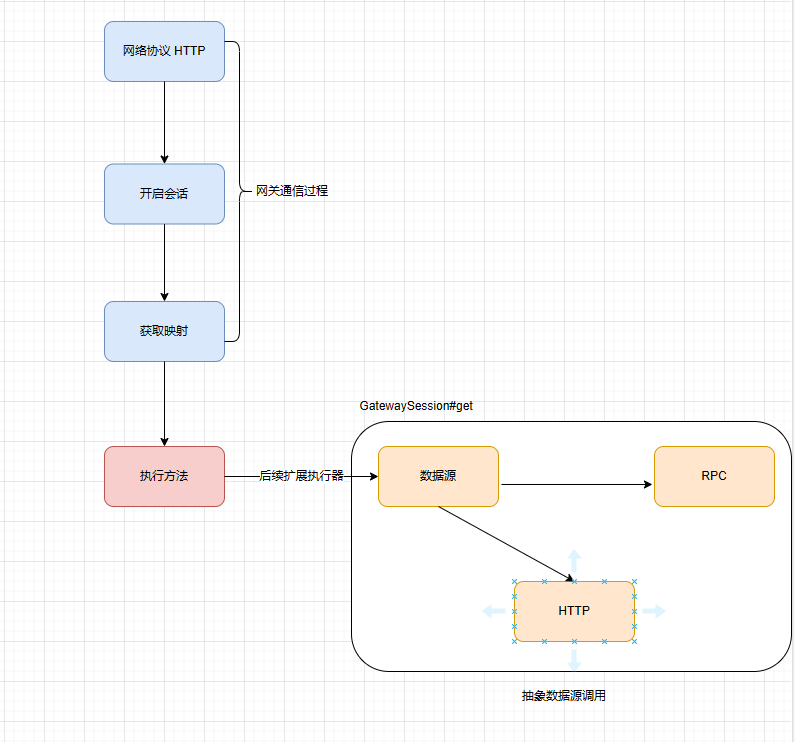 网络协议 HTTP
开启会话
网关通信过程
获取映射
GatewaySession#get
执行方法
后续扩展执行器
数据源
RPC
HTTP
抽象数据源调用